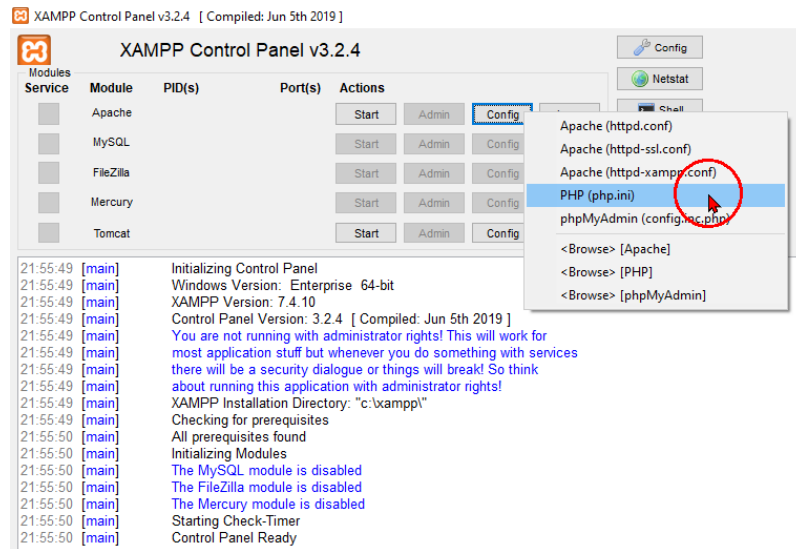 XAMPP Control Panel v3.2.4 [ Compiled: Jun 5th 2019 ]
XAMPP Control Panel v3.2.4
Config
Modules
Service Module PID(s) Port(s) Actions
Netstat
Shell
Apache Start Admin Config
MySQL Start Admin Config
FileZilla Start Admin Config
Mercury Start Admin Config
Tomcat Start Admin Config
Apache (httpd.conf)
Apache (httpd-ssl.conf)
Apache (httpd-xampp.conf)
PHP (php.ini)
phpMyAdmin (config.inc.php)
<Browse> [Apache]
<Browse> [PHP]
<Browse> [phpMyAdmin]
21:55:49 [main] Initializing Control Panel
21:55:49 [main] Windows Version: Enterprise 64-bit
21:55:49 [main] XAMPP Version: 7.4.10
21:55:49 [main] Control Panel Version: 3.2.4 [ Compiled: Jun 5th 2019 ]
21:55:49 [main] You are not running with administrator rights! This will work for
21:55:49 [main] most application stuff but whenever you do something with services
21:55:49 [main] there will be a security dialogue or things will break! So think
21:55:49 [main] about running this application with administrator rights!
21:55:49 [main] XAMPP Installation Directory: "c:\xampp\"
21:55:49 [main] Checking for prerequisites
21:55:50 [main] All prerequisites found
21:55:50 [main] Initializing Modules
21:55:50 [main] The MySQL module is disabled
21:55:50 [main] The FileZilla module is disabled
21:55:50 [main] The Mercury module is disabled
21:55:50 [main] Starting Check-Timer
21:55:50 [main] Control Panel Ready